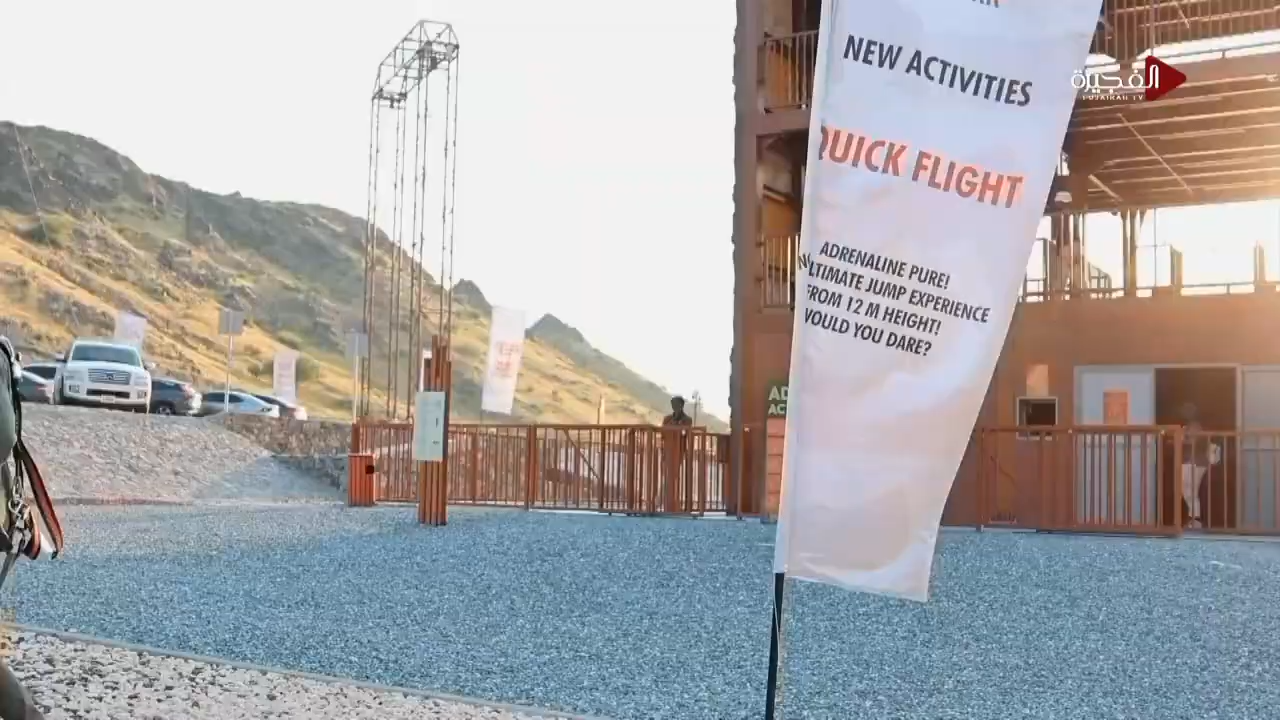 NEW ACTIVITIES
QUICK FLIGHT
ADRENALINE PURE!
ULTIMATE JUMP EXPERIENCE
FROM 12 M HEIGHT!
WOULD YOU DARE?
الفجيرة
FUJAIRAH TV